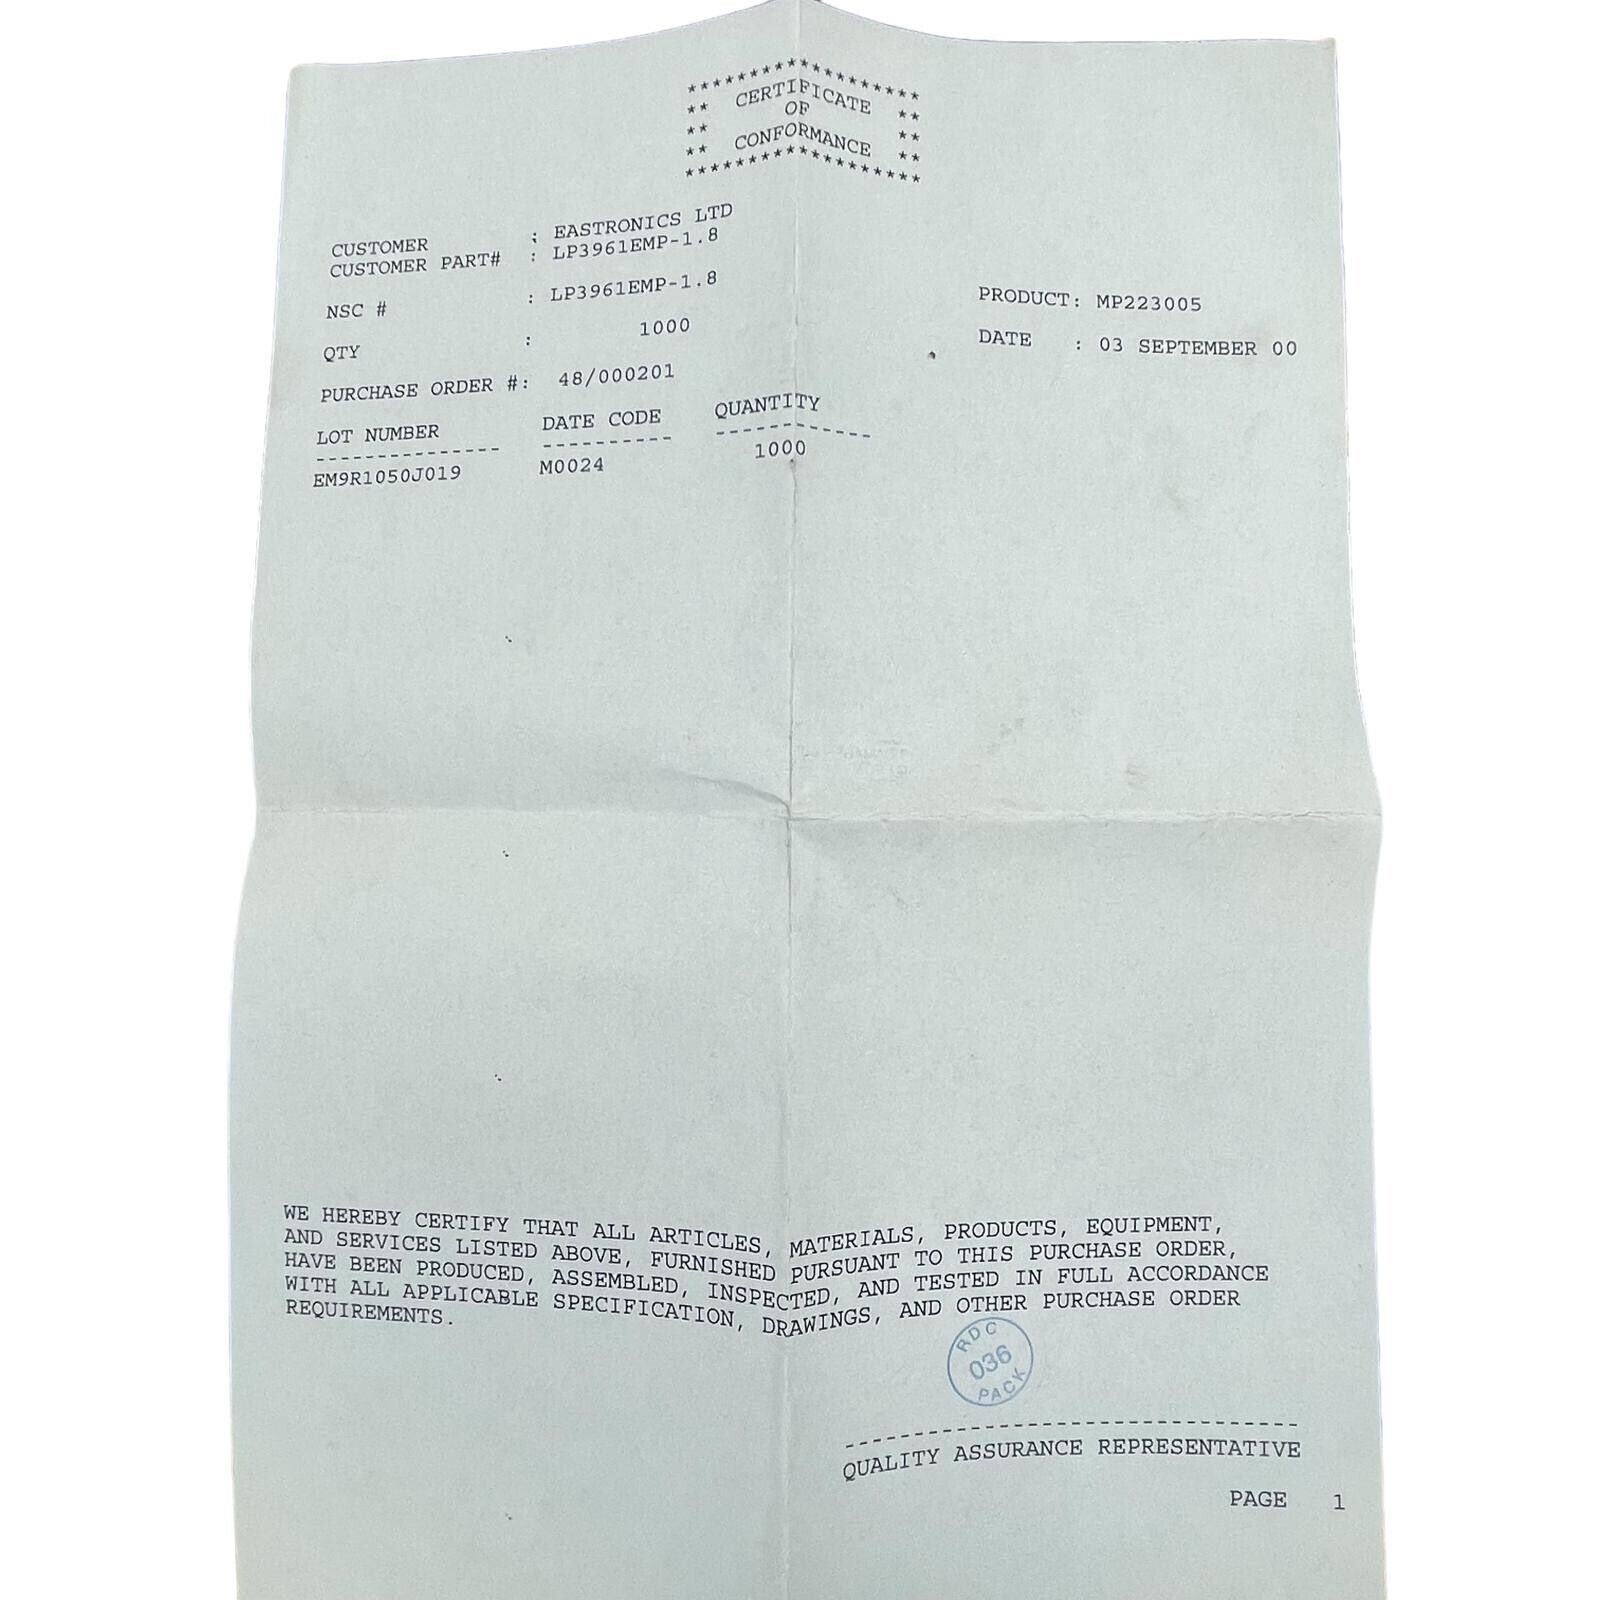 *******************
** CERTIFICATE **
** OF **
** CONFORMANCE **
*******************
CUSTOMER : EASTRONICS LTD
CUSTOMER PART# : LP3961EMP-1.8
NSC # : LP3961EMP-1.8
PRODUCT: MP223005
QTY : 1000
DATE : 03 SEPTEMBER 00
PURCHASE ORDER #: 48/000201
LOT NUMBER DATE CODE QUANTITY
--------------- ---------- ------------
EM9R1050J019 M0024 1000
WE HEREBY CERTIFY THAT ALL ARTICLES, MATERIALS, PRODUCTS, EQUIPMENT,
AND SERVICES LISTED ABOVE, FURNISHED PURSUANT TO THIS PURCHASE ORDER,
HAVE BEEN PRODUCED, ASSEMBLED, INSPECTED, AND TESTED IN FULL ACCORDANCE
WITH ALL APPLICABLE SPECIFICATION, DRAWINGS, AND OTHER PURCHASE ORDER
REQUIREMENTS.
RDC
036
PACK
----------------------------------
QUALITY ASSURANCE REPRESENTATIVE
PAGE 1